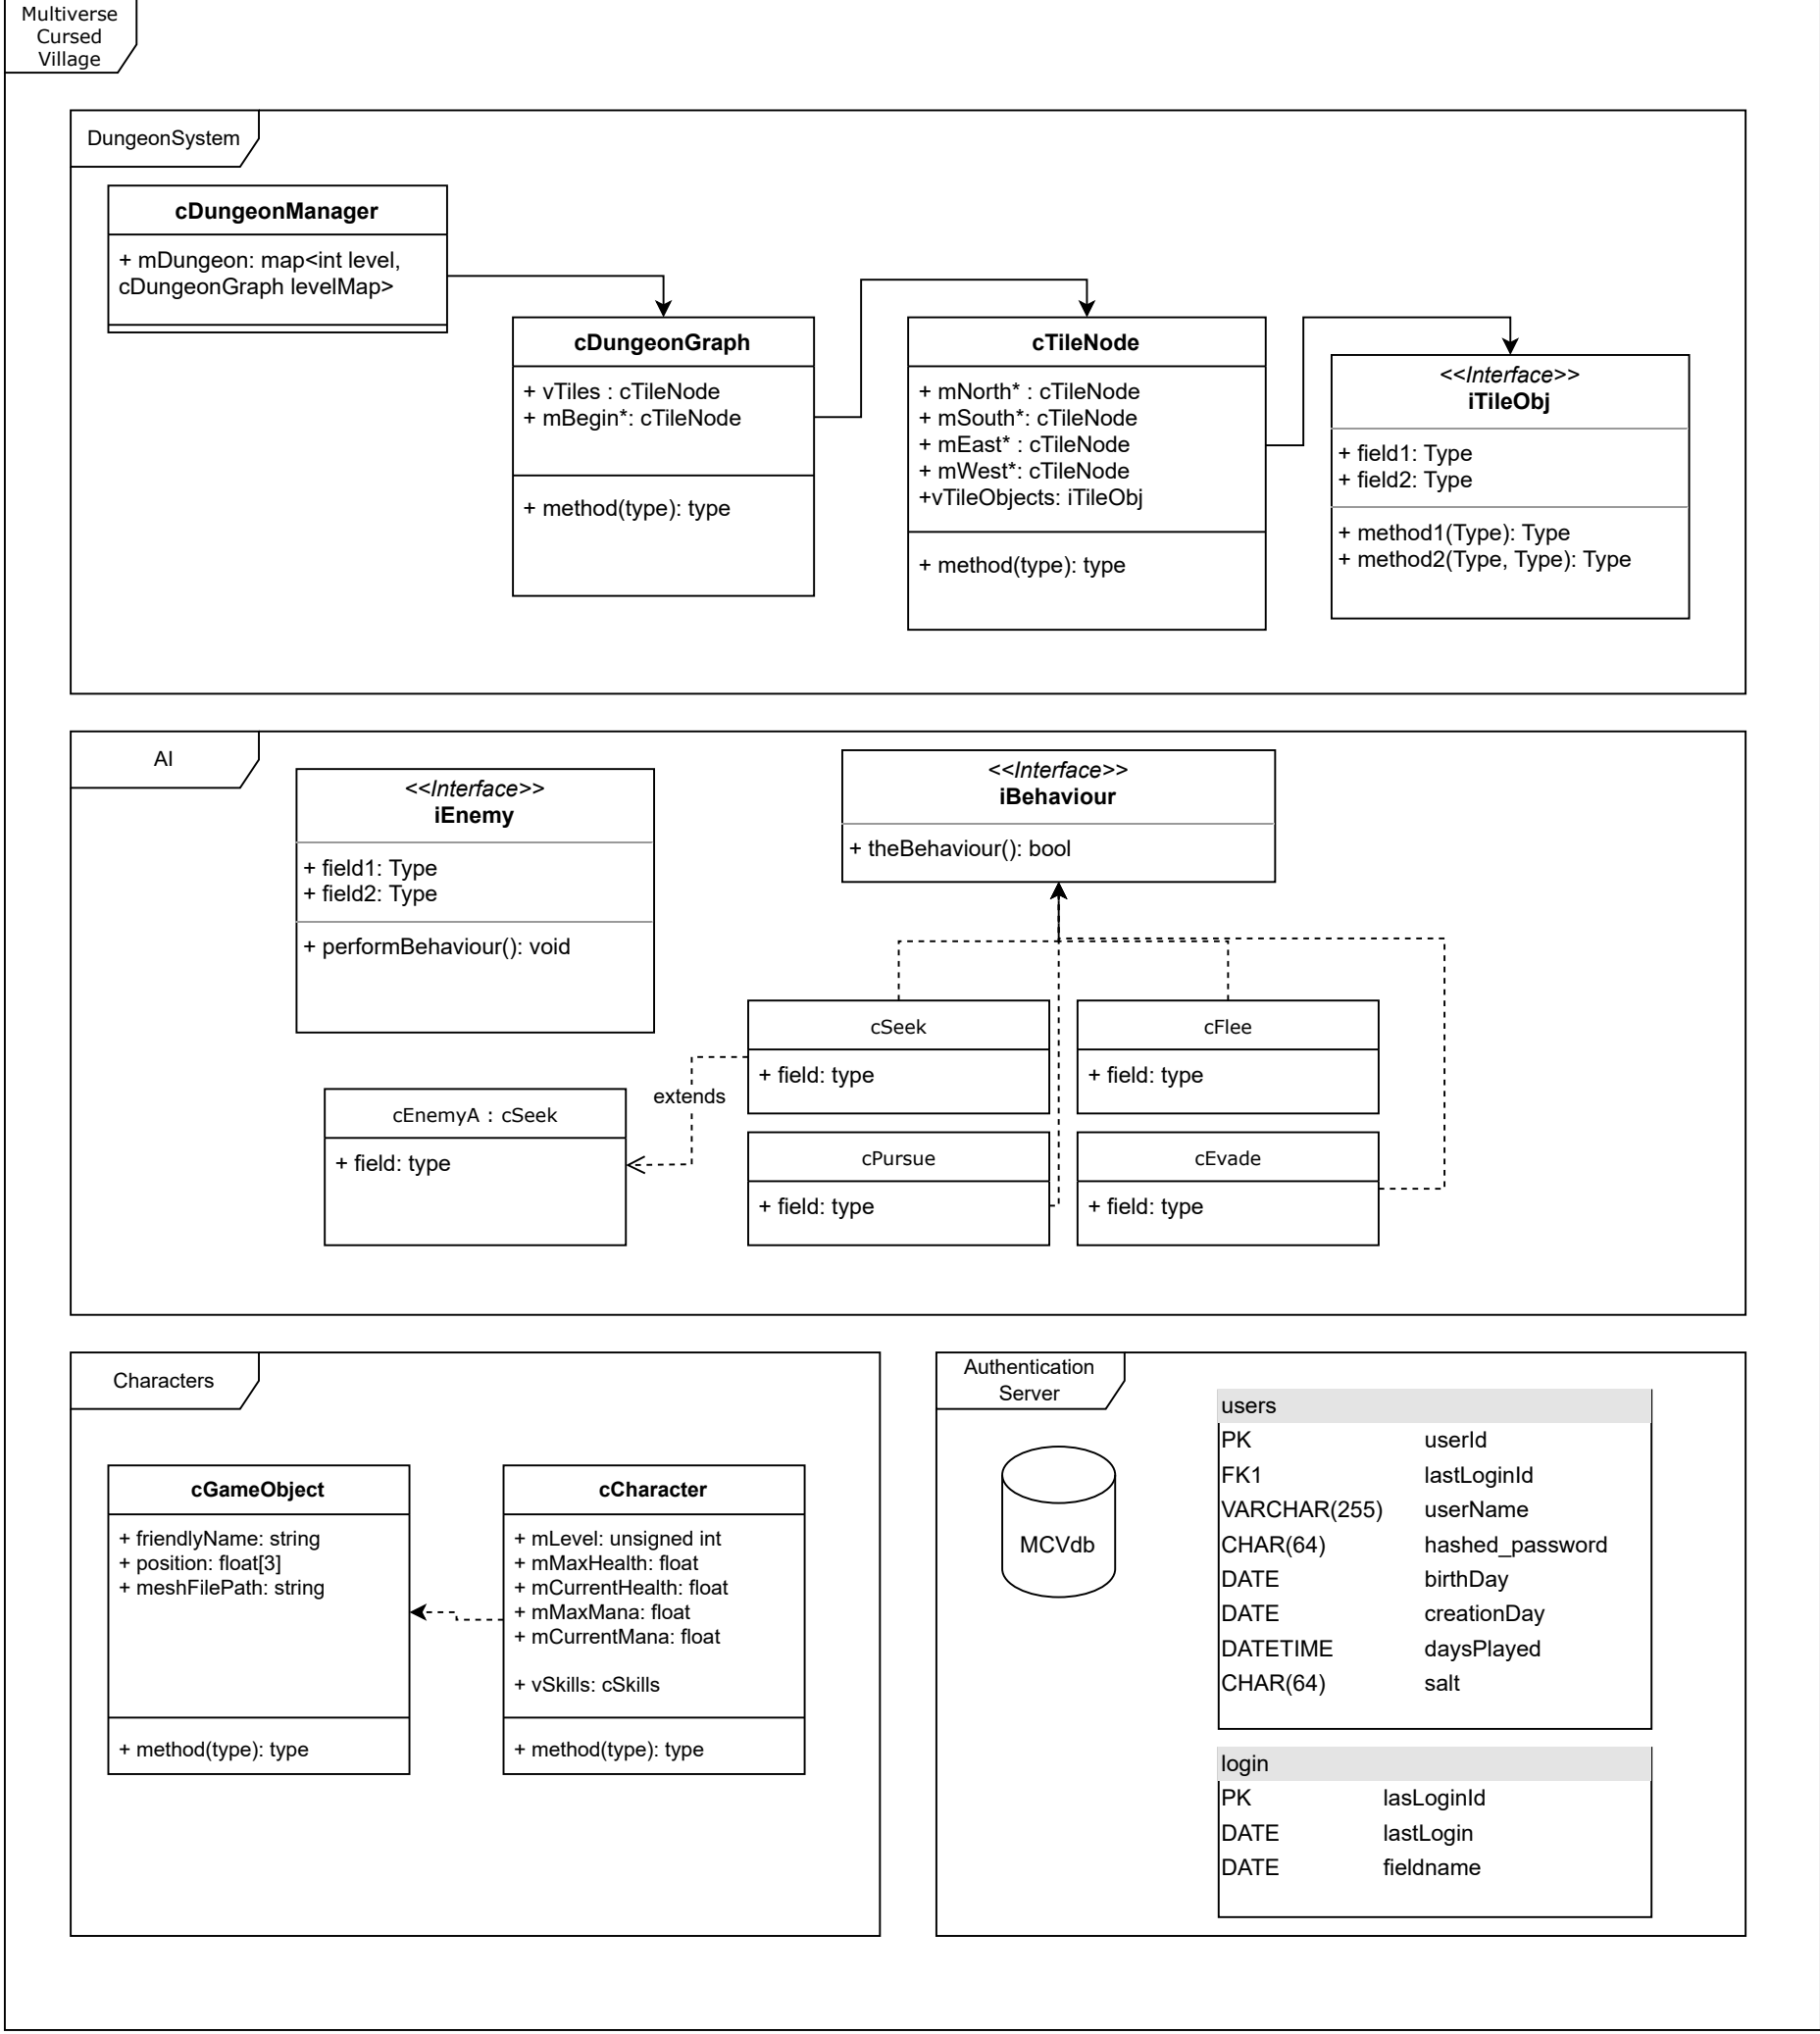 Multiverse
Cursed
Village
DungeonSystem
cDungeonManager
+ mDungeon: map<int level,
cDungeonGraph levelMap>
cDungeonGraph
+ vTiles : cTileNode
+ mBegin*: cTileNode
+ method(type): type
cTileNode
+ mNorth* : cTileNode
+ mSouth*: cTileNode
+ mEast* : cTileNode
+ mWest*: cTileNode
+vTileObjects: iTileObj
+ method(type): type
<<Interface>>
iTileObj
+ field1: Type
+ field2: Type
+ method1(Type): Type
+ method2(Type, Type): Type
AI
<<Interface>>
iEnemy
+ field1: Type
+ field2: Type
+ performBehaviour(): void
<<Interface>>
iBehaviour
+ theBehaviour(): bool
cSeek
+ field: type
cFlee
+ field: type
extends
cEnemyA : cSeek
+ field: type
cPursue
+ field: type
cEvade
+ field: type
Characters
cGameObject
+ friendlyName: string
+ position: float[3]
+ meshFilePath: string
+ method(type): type
cCharacter
+ mLevel: unsigned int
+ mMaxHealth: float
+ mCurrentHealth: float
+ mMaxMana: float
+ mCurrentMana: float
+ vSkills: cSkills
+ method(type): type
Authentication
Server
MCVdb
users
PK userId
FK1 lastLoginId
VARCHAR(255) userName
CHAR(64) hashed_password
DATE birthDay
DATE creationDay
DATETIME daysPlayed
CHAR(64) salt
login
PK lasLoginId
DATE lastLogin
DATE fieldname